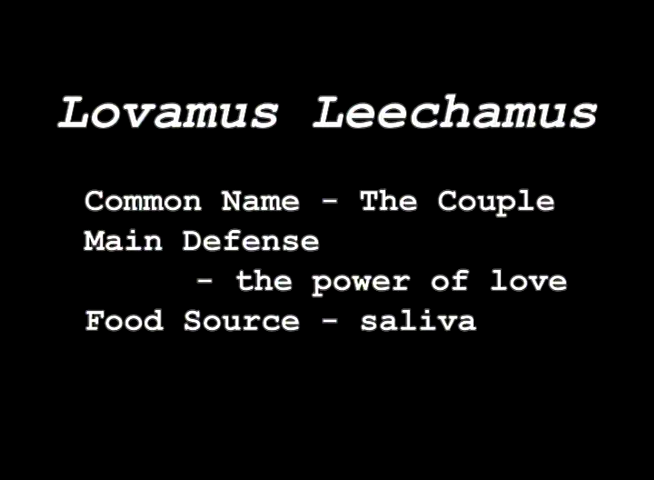 Lovamus Leechamus
Common Name - The Couple
Main Defense
- the power of love
Food Source - saliva